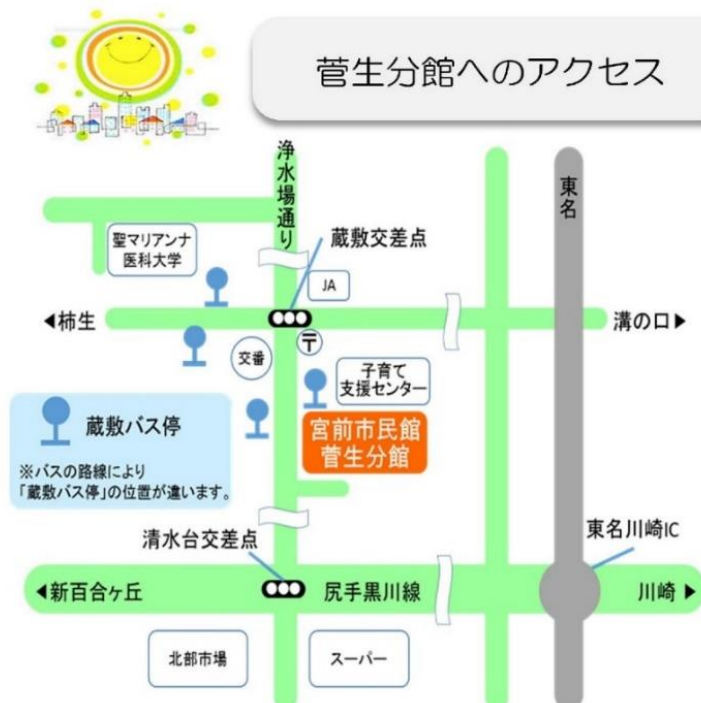 菅生分館へのアクセス
浄水場通り
東名
聖マリアンナ
医科大学
蔵敷交差点
JA
◀柿生
溝の口▶
〒
交番
子育て
支援センター
蔵敷バス停
※バスの路線により
「蔵敷バス停」の位置が違います。
宮前市民館
菅生分館
清水台交差点
東名川崎IC
◀新百合ヶ丘
尻手黒川線
川崎▶
北部市場
スーパー